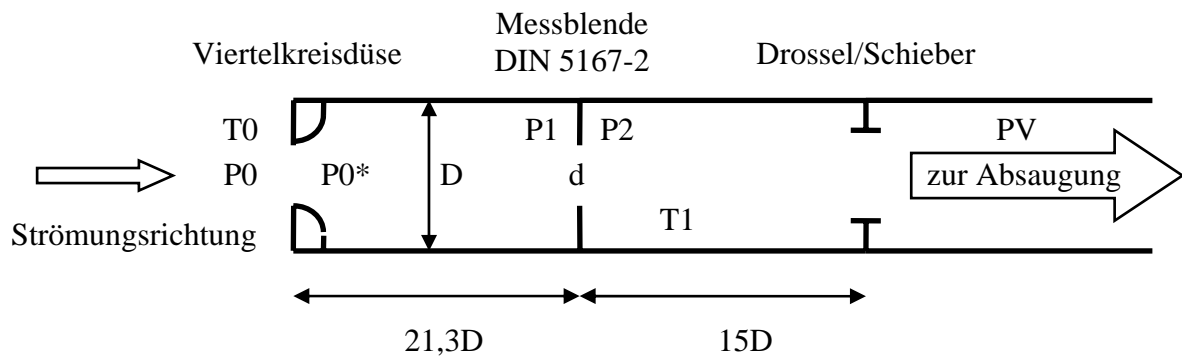 Messblende
Viertelkreisdüse DIN 5167-2 Drossel/Schieber
T0 P1 P2 PV
P0 P0* D d zur Absaugung
Strömungsrichtung T1
21,3D 15D